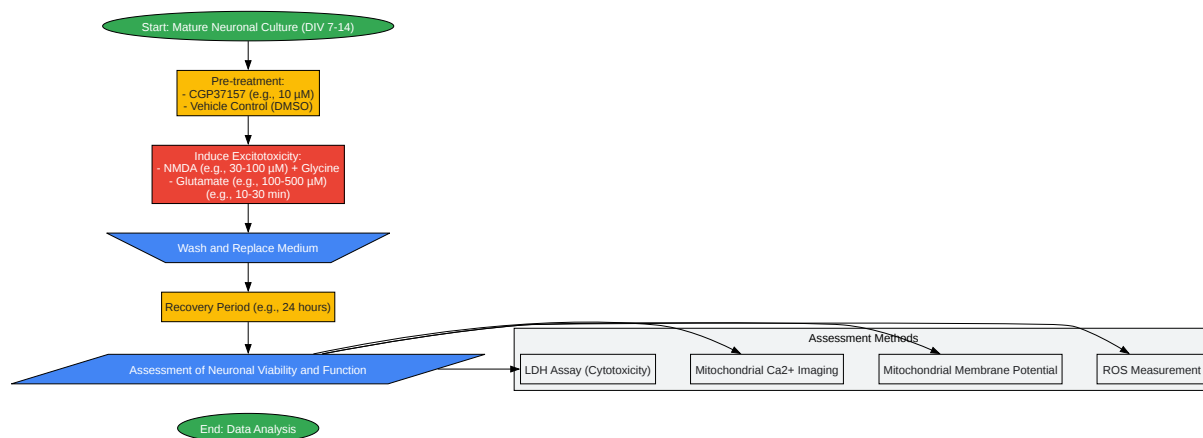 Start: Mature Neuronal Culture (DIV 7-14)
Pre-treatment:
- CGP37157 (e.g., 10 µM)
- Vehicle Control (DMSO)
Induce Excitotoxicity:
- NMDA (e.g., 30-100 µM) + Glycine
- Glutamate (e.g., 100-500 µM)
(e.g., 10-30 min)
Wash and Replace Medium
Recovery Period (e.g., 24 hours)
Assessment of Neuronal Viability and Function
Assessment Methods
LDH Assay (Cytotoxicity)
Mitochondrial Ca2+ Imaging
Mitochondrial Membrane Potential
ROS Measurement
End: Data Analysis